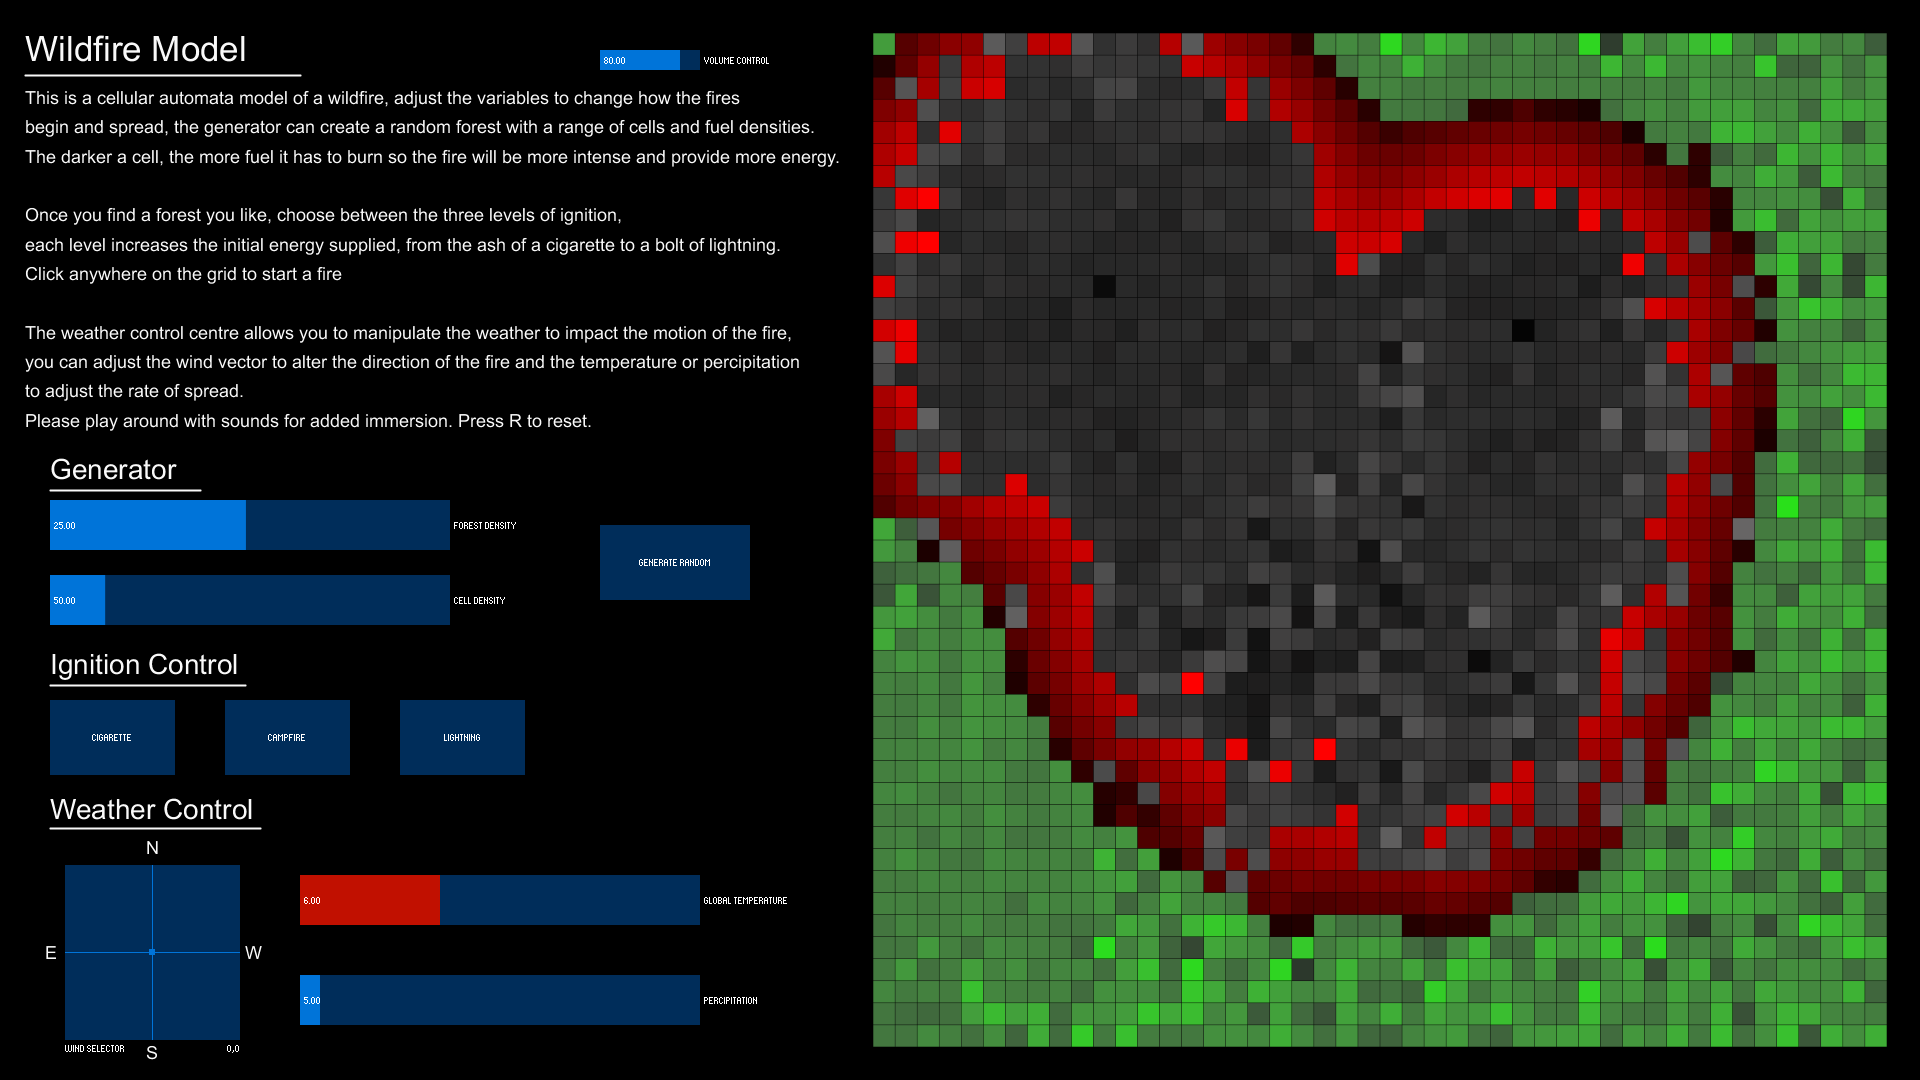 Wildfire Model
80.00 VOLUME CONTROL
This is a cellular automata model of a wildfire, adjust the variables to change how the fires
begin and spread, the generator can create a random forest with a range of cells and fuel densities.
The darker a cell, the more fuel it has to burn so the fire will be more intense and provide more energy.
Once you find a forest you like, choose between the three levels of ignition,
each level increases the initial energy supplied, from the ash of a cigarette to a bolt of lightning.
Click anywhere on the grid to start a fire
The weather control centre allows you to manipulate the weather to impact the motion of the fire,
you can adjust the wind vector to alter the direction of the fire and the temperature or percipitation
to adjust the rate of spread.
Please play around with sounds for added immersion. Press R to reset.
Generator
25.00 FOREST DENSITY
GENERATE RANDOM
50.00 CELL DENSITY
Ignition Control
CIGARETTE CAMPFIRE LIGHTNING
Weather Control
N
6.00 GLOBAL TEMPERATURE
E W
5.00 PERCIPITATION
WIND SELECTOR 0,0
S